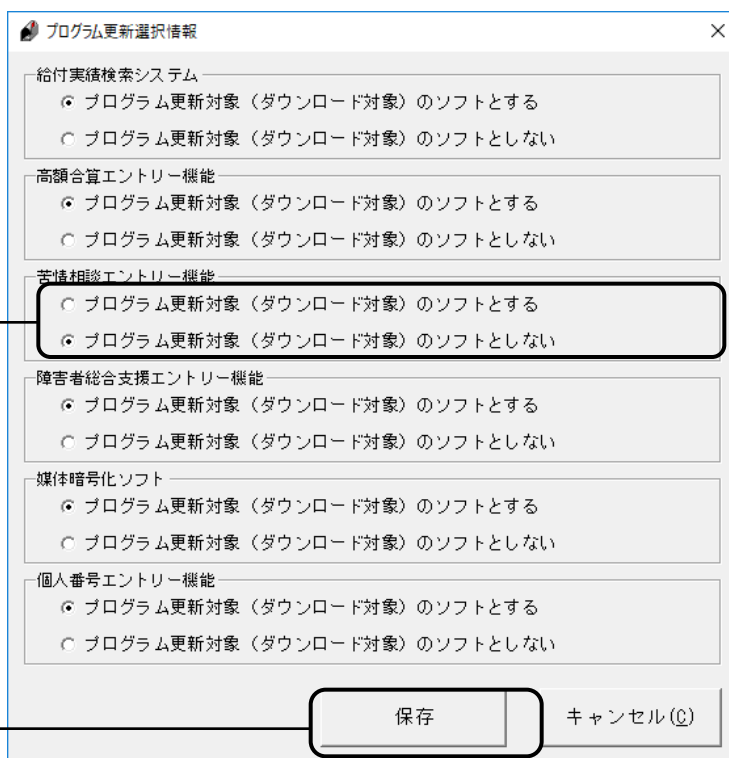 プログラム更新選択情報
給付実績検索システム
プログラム更新対象（ダウンロード対象）のソフトとする
プログラム更新対象（ダウンロード対象）のソフトとしない
高額合算エントリー機能
プログラム更新対象（ダウンロード対象）のソフトとする
プログラム更新対象（ダウンロード対象）のソフトとしない
苦情相談エントリー機能
プログラム更新対象（ダウンロード対象）のソフトとする
プログラム更新対象（ダウンロード対象）のソフトとしない
障害者総合支援エントリー機能
プログラム更新対象（ダウンロード対象）のソフトとする
プログラム更新対象（ダウンロード対象）のソフトとしない
媒体暗号化ソフト
プログラム更新対象（ダウンロード対象）のソフトとする
プログラム更新対象（ダウンロード対象）のソフトとしない
個人番号エントリー機能
プログラム更新対象（ダウンロード対象）のソフトとする
プログラム更新対象（ダウンロード対象）のソフトとしない
保存 キャンセル(C)